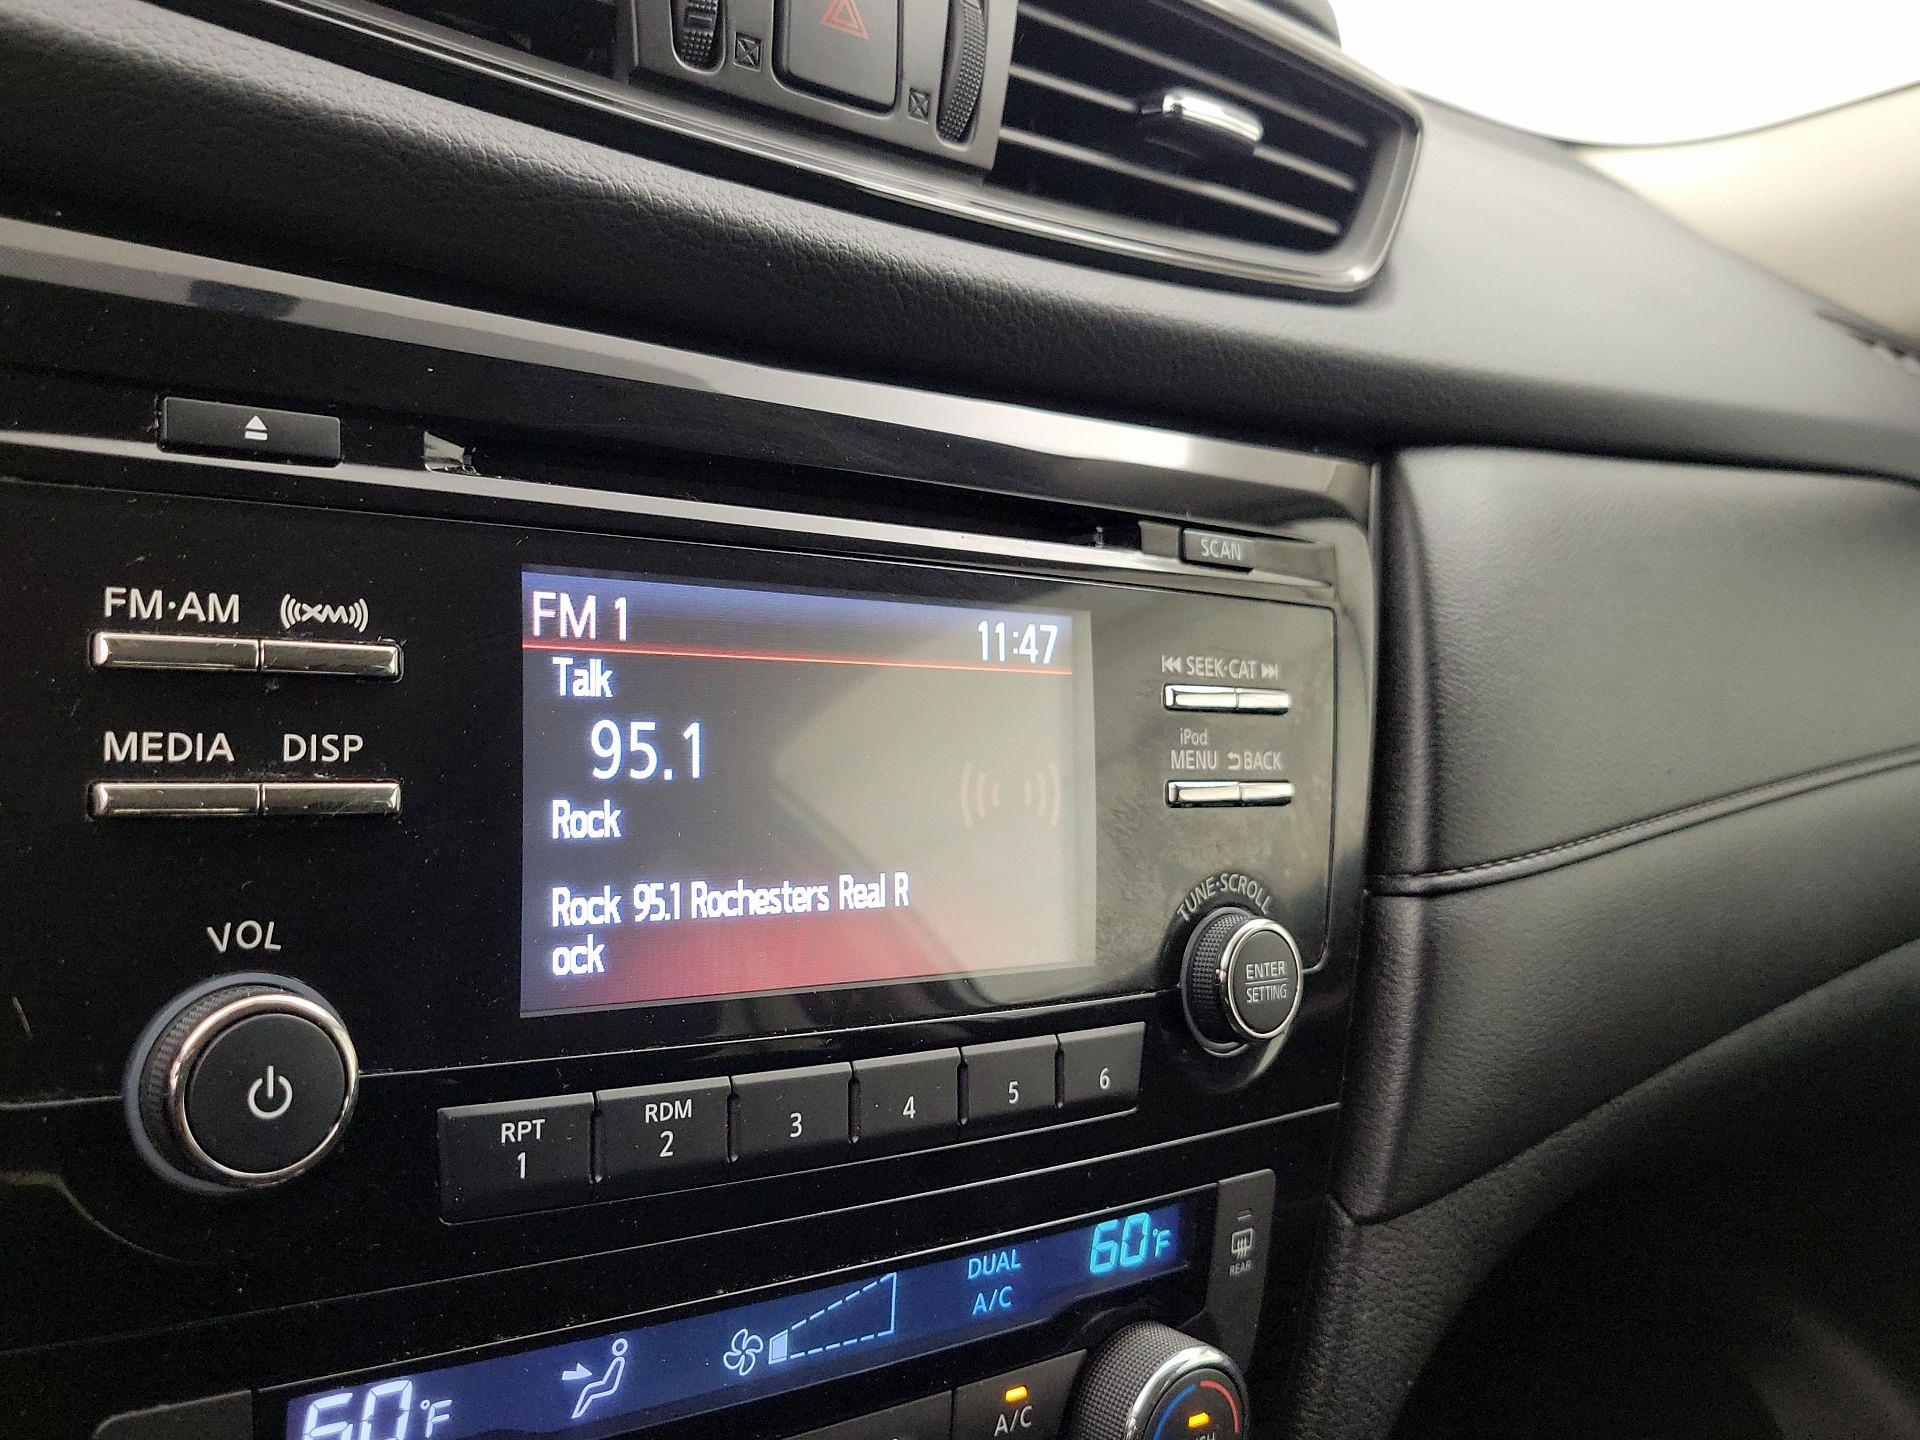 SCAN
FM·AM XM
FM 1 11:47
Talk
95.1
Rock
Rock 95.1 Rochesters Real R
ock
MEDIA DISP
SEEK·CAT
iPod
MENU BACK
VOL
TUNE·SCROLL
ENTER
SETTING
RPT
1
RDM
2
3
4
5
6
DUAL
A/C
60°F
REAR
60°F
A/C